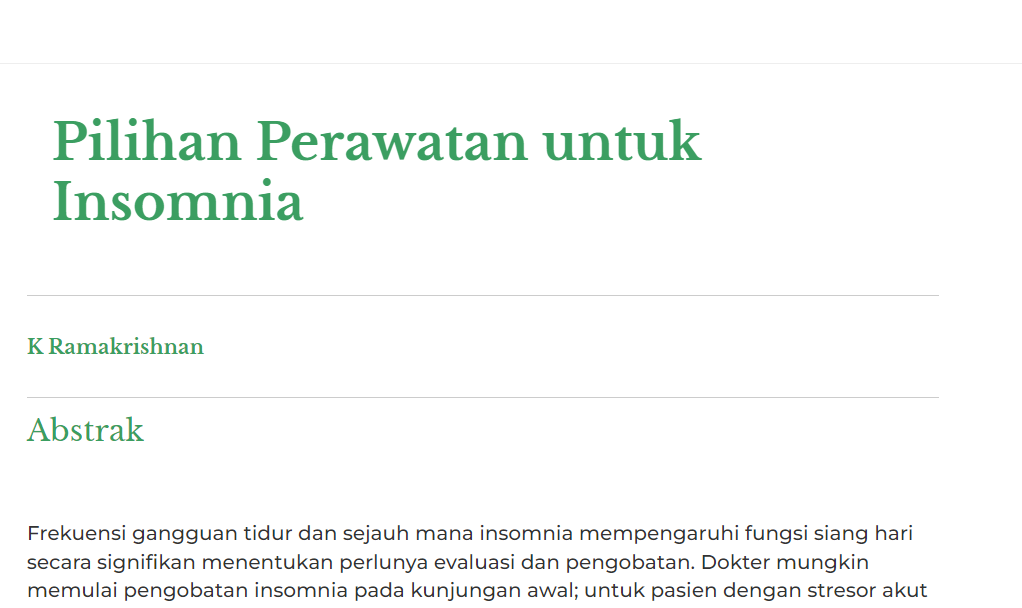 Pilihan Perawatan untuk
Insomnia
K Ramakrishnan
Abstrak
Frekuensi gangguan tidur dan sejauh mana insomnia mempengaruhi fungsi siang hari
secara signifikan menentukan perlunya evaluasi dan pengobatan. Dokter mungkin
memulai pengobatan insomnia pada kunjungan awal; untuk pasien dengan stresor akut